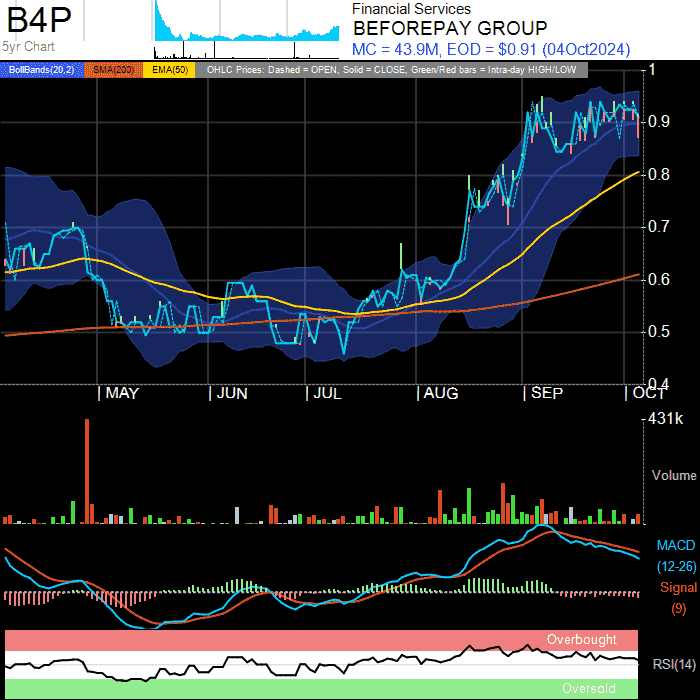 B4P
5yr Chart
Financial Services
BEFOREPAY GROUP
MC = 43.9M, EOD = $0.91 (04Oct2024)
BollBands(20,2) SMA(200) EMA(50) OHLC Prices: Dashed = OPEN, Solid = CLOSE, Green/Red bars = Intra-day HIGH/LOW
1
0.9
0.8
0.7
0.6
0.5
0.4
MAY JUN JUL AUG SEP OCT
431k
Volume
MACD
(12-26)
Signal
(9)
Overbought
RSI(14)
Oversold